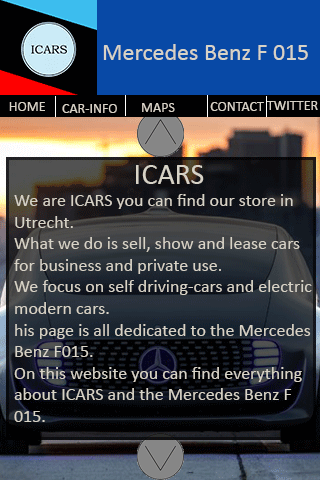 ICARS
Mercedes Benz F 015
HOME CAR-INFO MAPS CONTACT TWITTER
ICARS
We are ICARS you can find our store in
Utrecht.
What we do is sell, show and lease cars
for business and private use.
We focus on self driving-cars and electric
modern cars.
his page is all dedicated to the Mercedes
Benz F015.
On this website you can find everything
about ICARS and the Mercedes Benz F
015.